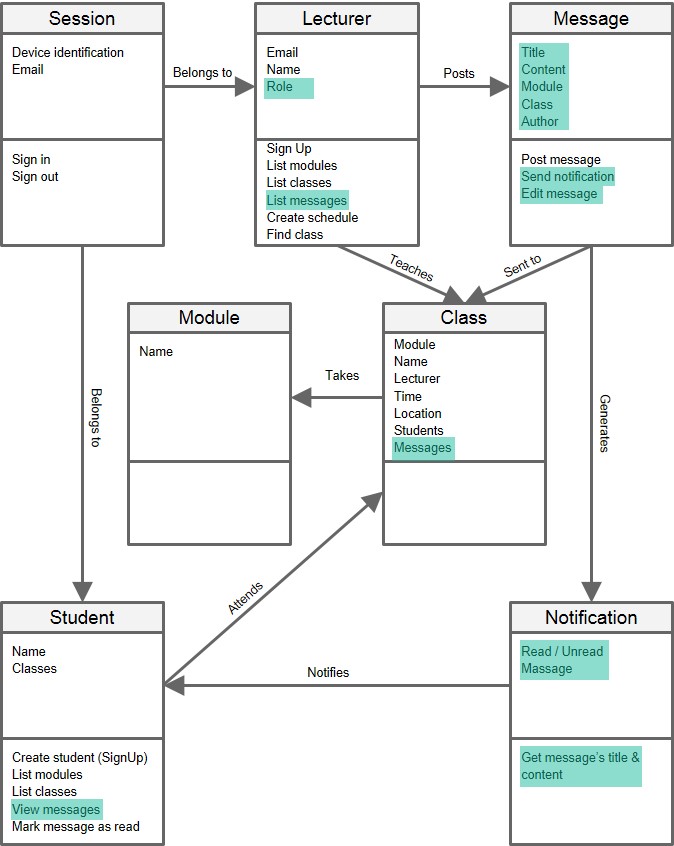 Session
Device identification
Email
Sign in
Sign out
Belongs to
Lecturer
Email
Name
Role
Sign Up
List modules
List classes
List messages
Create schedule
Find class
Posts
Message
Title
Content
Module
Class
Author
Post message
Send notification
Edit message
Teaches
Sent to
Module
Name
Takes
Class
Module
Name
Lecturer
Time
Location
Students
Messages
Belongs to
Generates
Attends
Student
Name
Classes
Create student (SignUp)
List modules
List classes
View messages
Mark message as read
Notifies
Notification
Read / Unread
Massage
Get message's title &
content